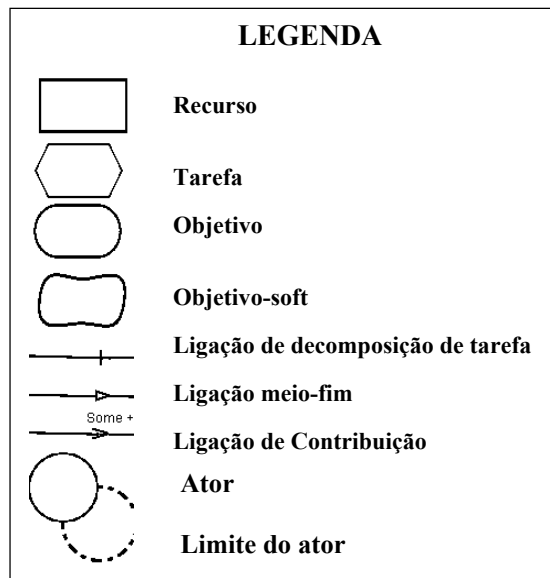 LEGENDA
Recurso
Tarefa
Objetivo
Objetivo-soft
Ligação de decomposição de tarefa
Ligação meio-fim
Some +
Ligação de Contribuição
Ator
Limite do ator